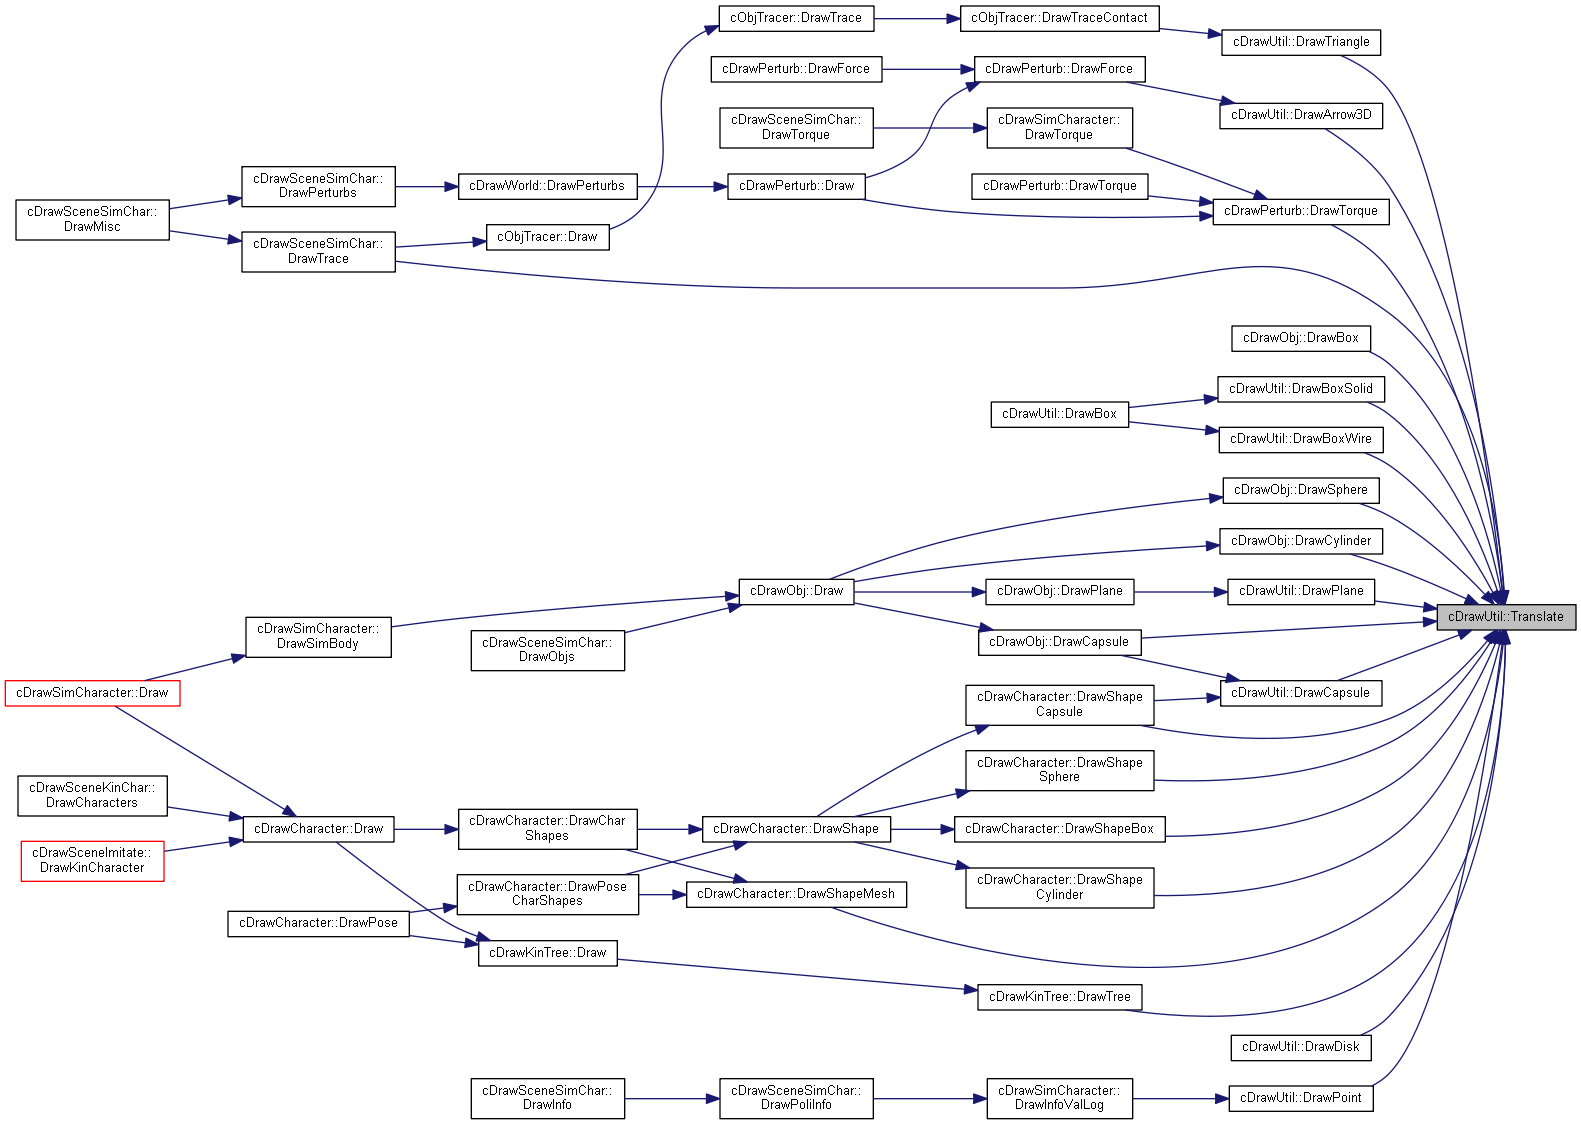 cObjTracer::DrawTrace
cObjTracer::DrawTraceContact
cDrawUtil::DrawTriangle
cDrawPerturb::DrawForce
cDrawPerturb::DrawForce
cDrawUtil::DrawArrow3D
cDrawSceneSimChar::
DrawTorque
cDrawSimCharacter::
DrawTorque
cDrawSceneSimChar::
DrawPerturbs
cDrawWorld::DrawPerturbs
cDrawPerturb::Draw
cDrawPerturb::DrawTorque
cDrawPerturb::DrawTorque
cDrawSceneSimChar::
DrawMisc
cObjTracer::Draw
cDrawSceneSimChar::
DrawTrace
cDrawObj::DrawBox
cDrawUtil::DrawBoxSolid
cDrawUtil::DrawBox
cDrawUtil::DrawBoxWire
cDrawObj::DrawSphere
cDrawObj::DrawCylinder
cDrawObj::Draw
cDrawObj::DrawPlane
cDrawUtil::DrawPlane
cDrawUtil::Translate
cDrawSimCharacter::
DrawSimBody
cDrawSceneSimChar::
DrawObjs
cDrawObj::DrawCapsule
cDrawSimCharacter::Draw
cDrawCharacter::DrawShape
Capsule
cDrawUtil::DrawCapsule
cDrawCharacter::DrawShape
Sphere
cDrawSceneKinChar::
DrawCharacters
cDrawCharacter::Draw
cDrawCharacter::DrawChar
Shapes
cDrawCharacter::DrawShape
cDrawCharacter::DrawShapeBox
cDrawSceneImitate::
DrawKinCharacter
cDrawCharacter::DrawPose
CharShapes
cDrawCharacter::DrawShapeMesh
cDrawCharacter::DrawShape
Cylinder
cDrawCharacter::DrawPose
cDrawKinTree::Draw
cDrawKinTree::DrawTree
cDrawUtil::DrawDisk
cDrawSceneSimChar::
DrawInfo
cDrawSceneSimChar::
DrawPoliInfo
cDrawSimCharacter::
DrawInfoValLog
cDrawUtil::DrawPoint